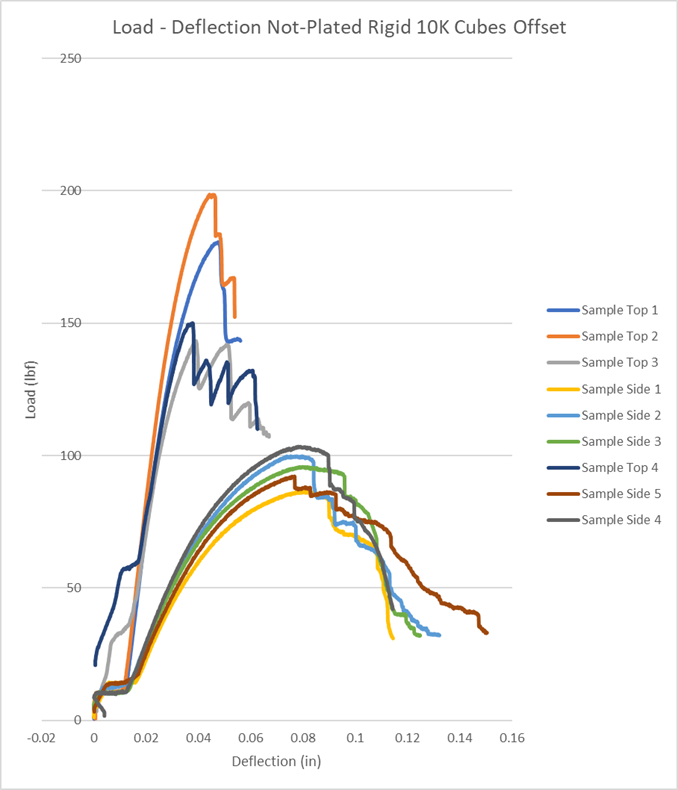 Load - Deflection Not-Plated Rigid 10K Cubes Offset
250
200
150
100
50
0
-0.02 0 0.02 0.04 0.06 0.08 0.1 0.12 0.14 0.16
Load (lbf)
Deflection (in)
Sample Top 1
Sample Top 2
Sample Top 3
Sample Side 1
Sample Side 2
Sample Side 3
Sample Top 4
Sample Side 5
Sample Side 4